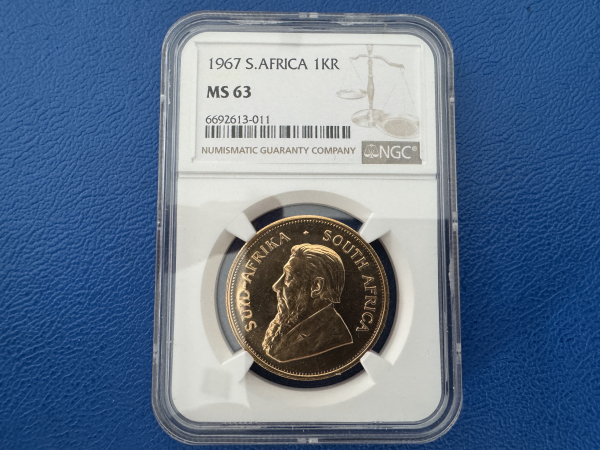 1967 S.AFRICA 1KR
MS 63
6692613-011
NUMISMATIC GUARANTY COMPANY NGC®
SUID-AFRIKA · SOUTH AFRICA